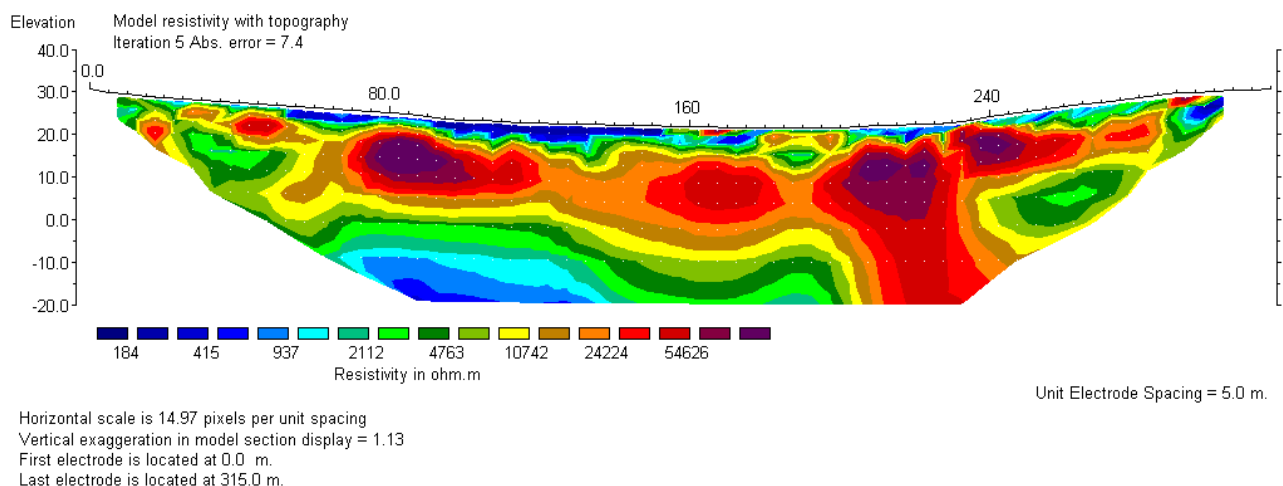 Elevation
Model resistivity with topography
Iteration 5 Abs. error = 7.4
40.0
0.0
30.0
80.0
160
240
20.0
10.0
0.0
-10.0
-20.0
184 415 937 2112 4763 10742 24224 54626
Resistivity in ohm.m
Unit Electrode Spacing = 5.0 m.
Horizontal scale is 14.97 pixels per unit spacing
Vertical exaggeration in model section display = 1.13
First electrode is located at 0.0 m.
Last electrode is located at 315.0 m.